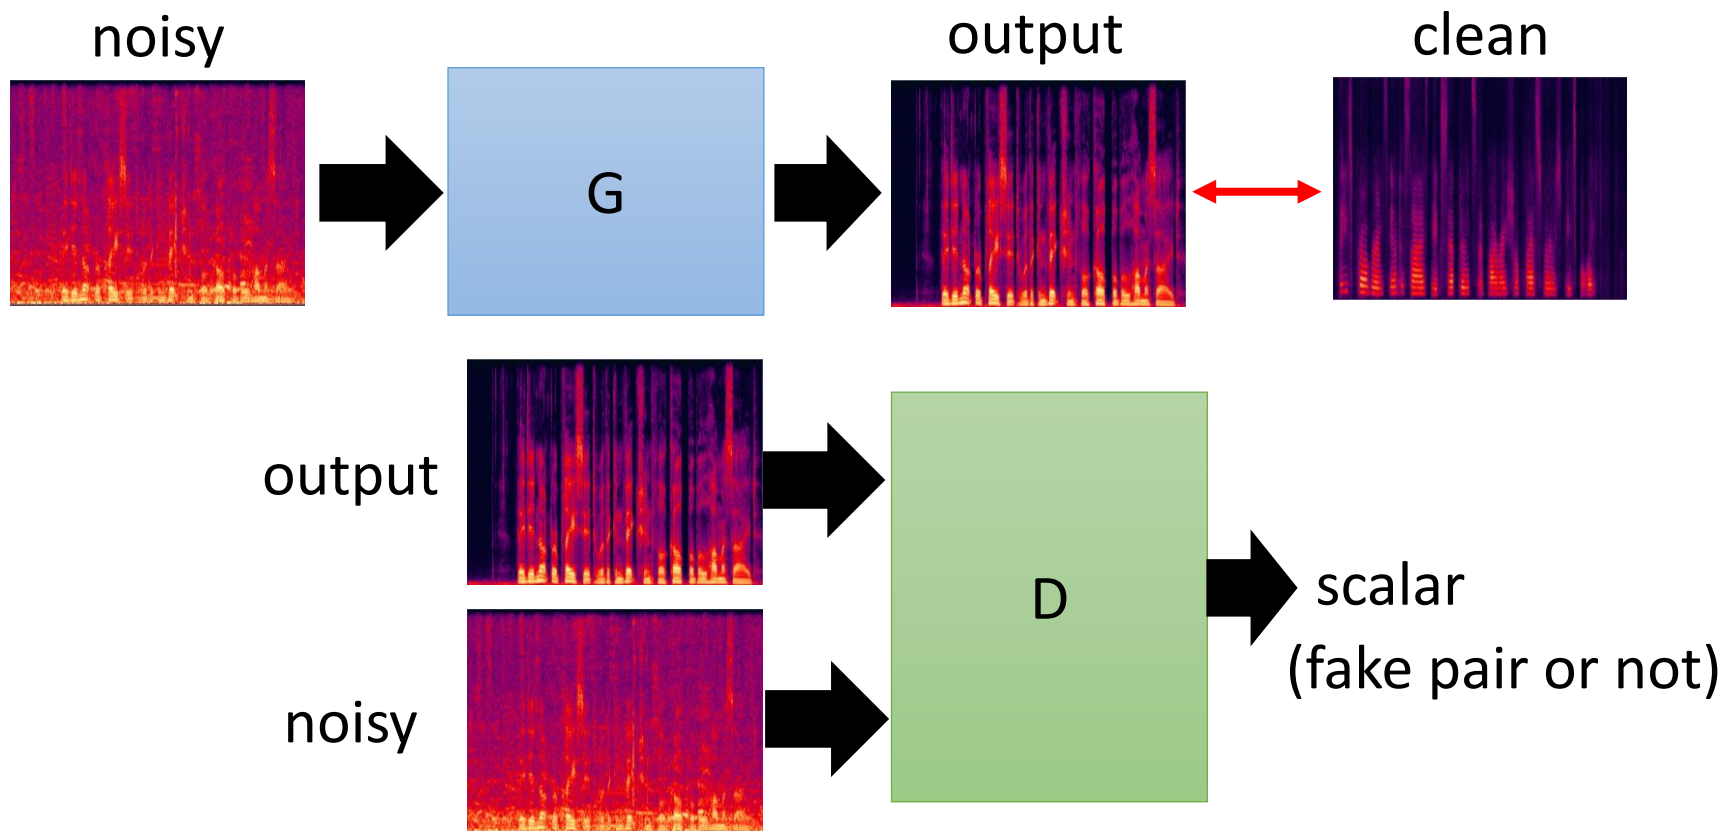 noisy
output
clean
G
output
D
scalar
(fake pair or not)
noisy